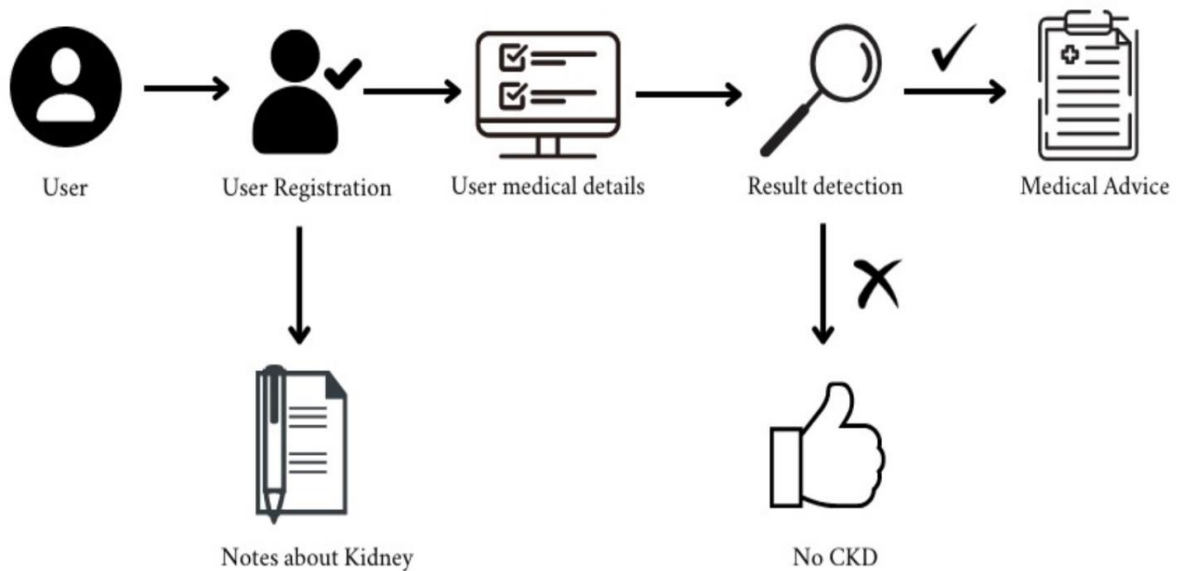 User
User Registration
User medical details
Result detection
Medical Advice
Notes about Kidney
No CKD